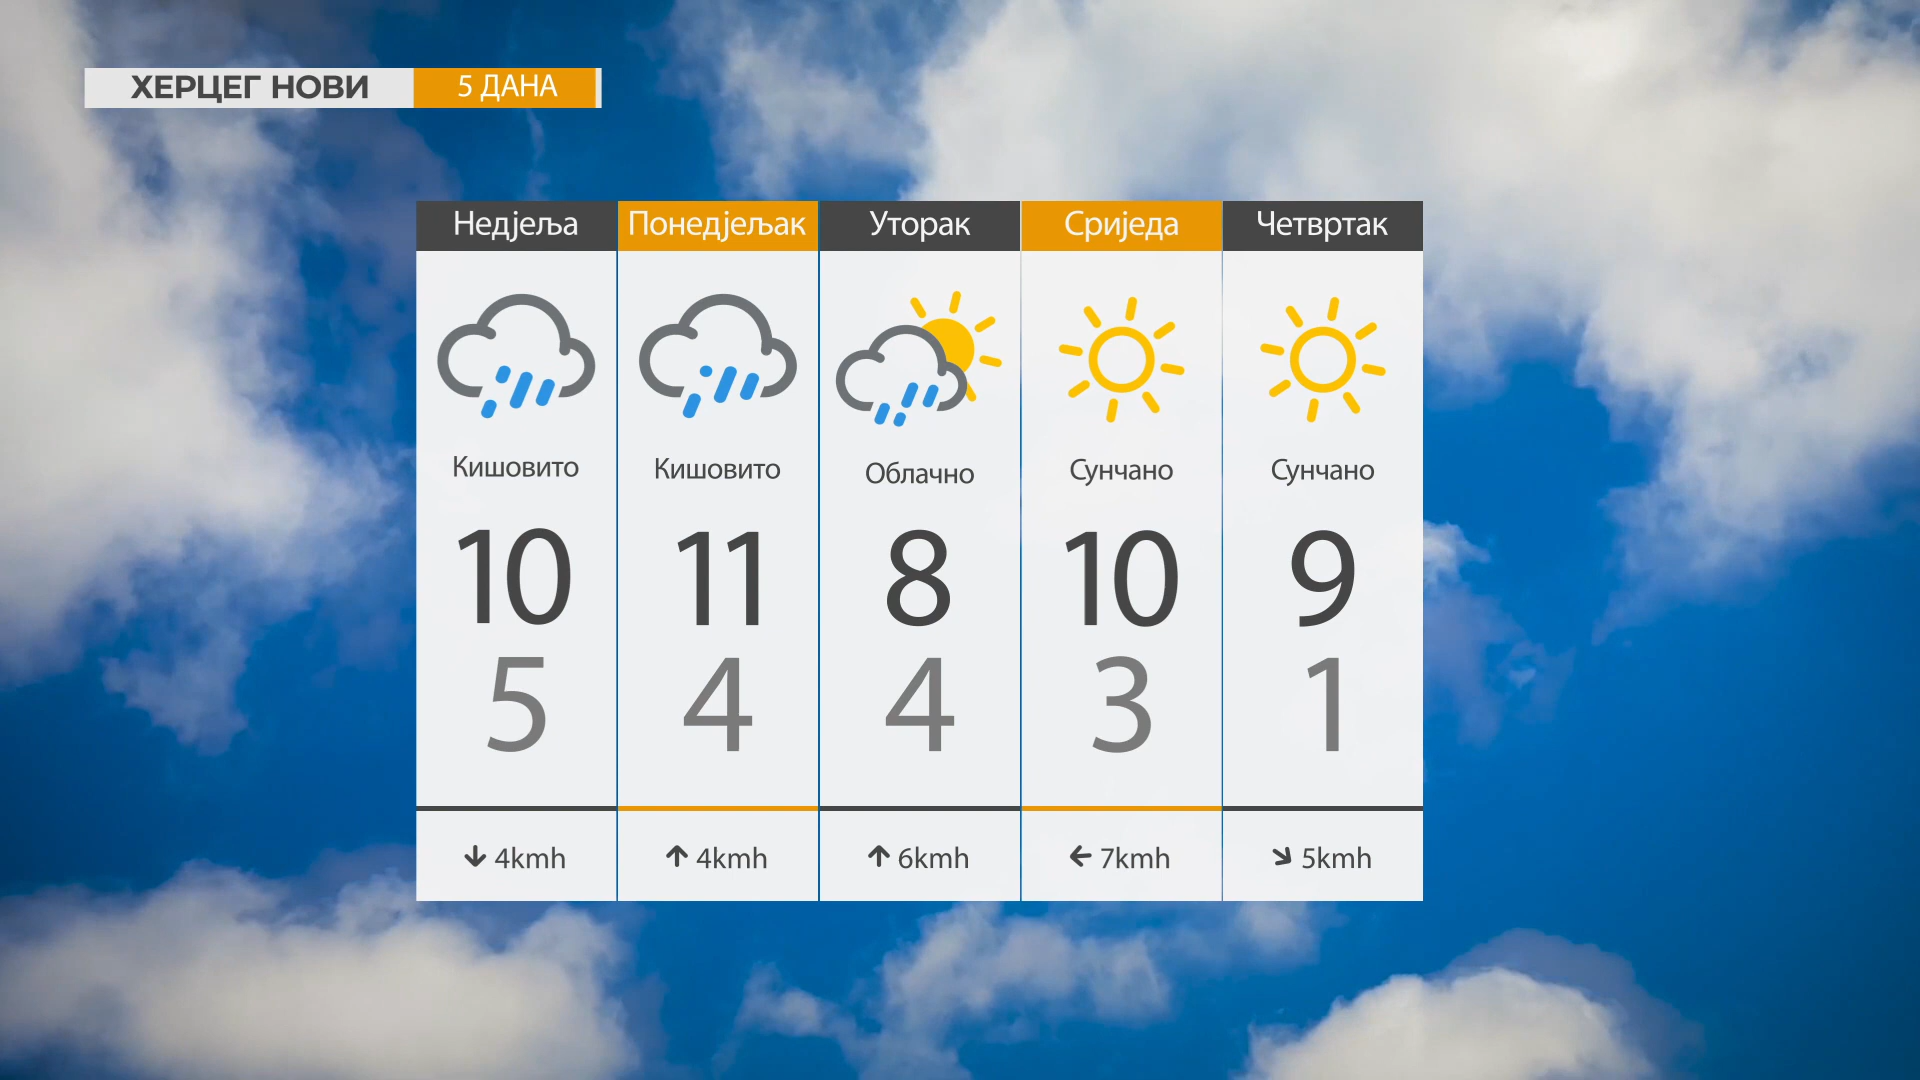 ХЕРЦЕГ НОВИ 5 ДАНА
Недјеља Понедјељак Уторак Сриједа Четвртак
Кишовито Кишовито Облачно Сунчано Сунчано
10 11 8 10 9
5 4 4 3 1
↓ 4kmh ↑ 4kmh ↑ 6kmh ← 7kmh ↘ 5kmh